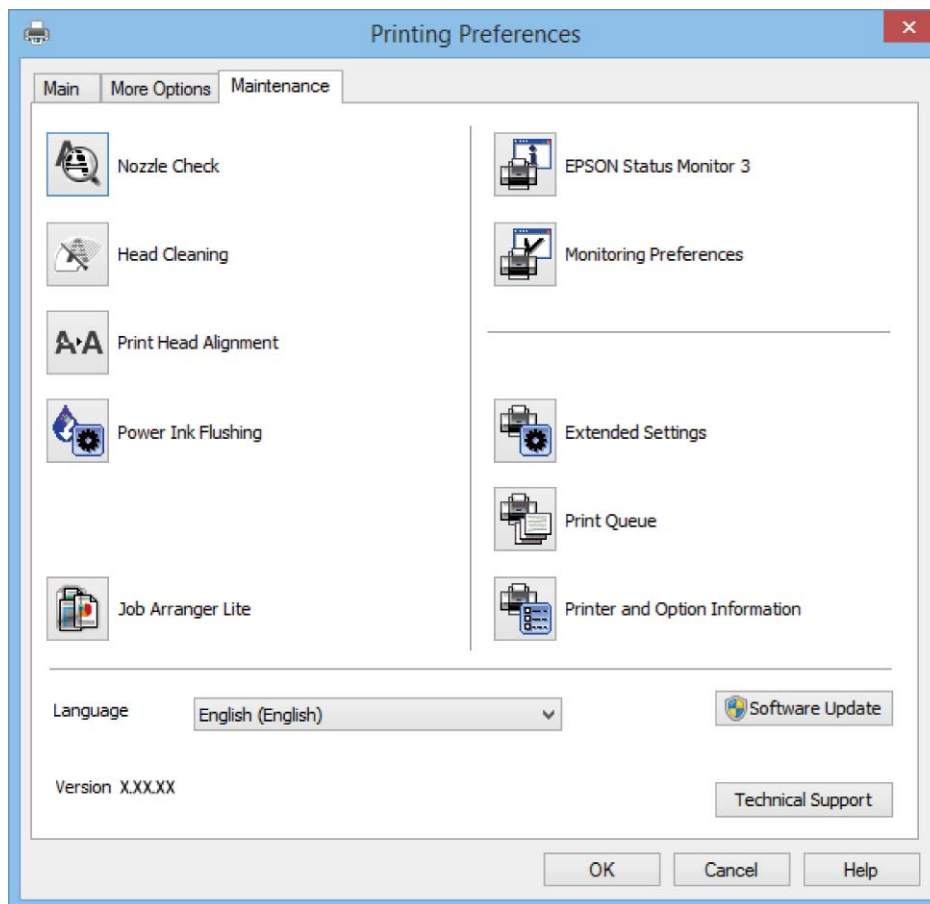 Printing Preferences
Main
More Options
Maintenance
Nozzle Check
Head Cleaning
A·A Print Head Alignment
Power Ink Flushing
Job Arranger Lite
EPSON Status Monitor 3
Monitoring Preferences
Extended Settings
Print Queue
Printer and Option Information
Language
English (English)
Software Update
Version X.XX.XX
Technical Support
OK
Cancel
Help